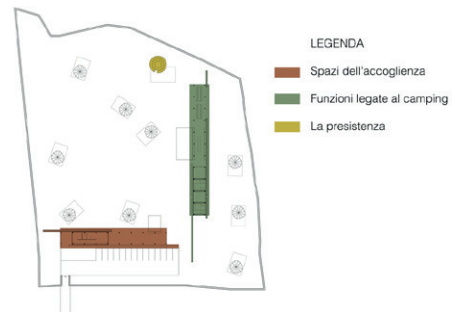 LEGENDA
Spazi dell'accoglienza
Funzioni legate al camping
La presistenza